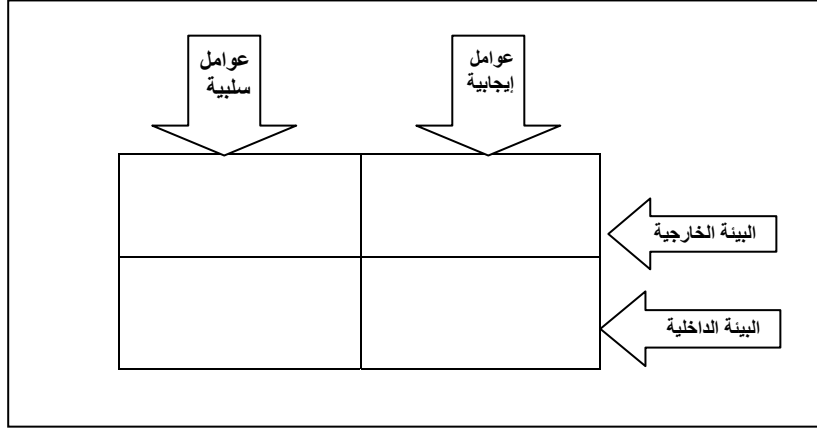 عوامل
إيجابية
عوامل
سلبية
البيئة الخارجية
البيئة الداخلية